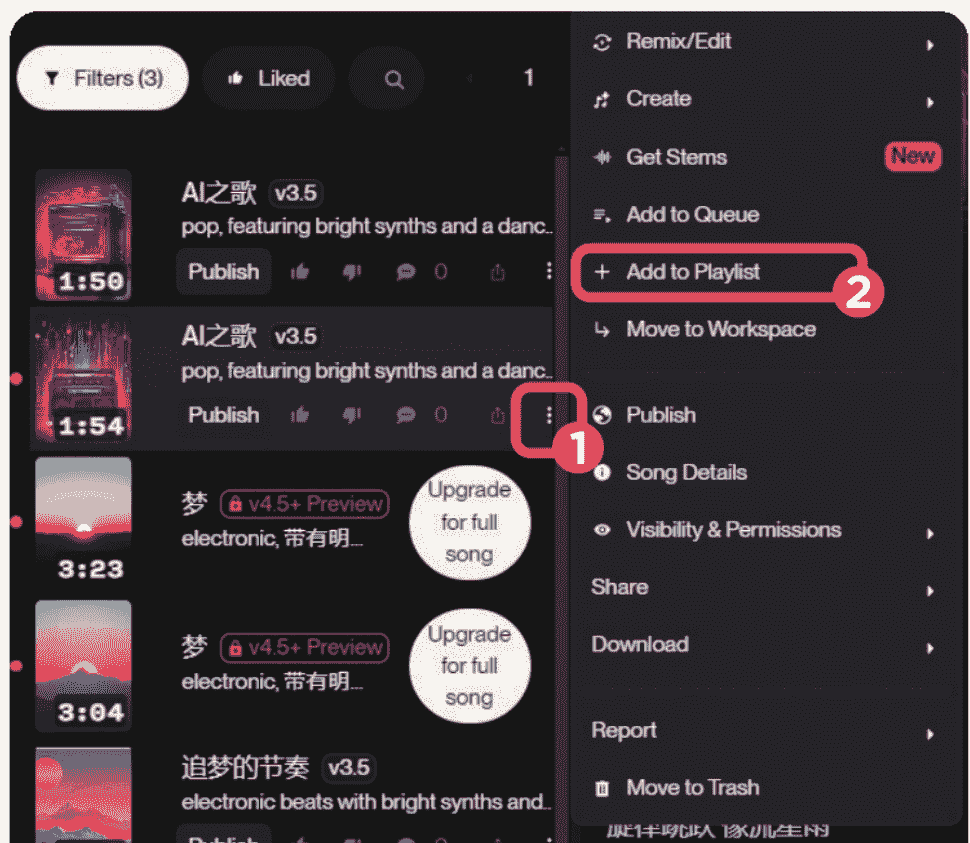 Filters (3)
Liked
1
AI之歌 v3.5
pop, featuring bright synths and a danc...
1:50
Publish 0
AI之歌 v3.5
pop, featuring bright synths and a danc...
1:54
Publish 0
1
梦 v4.5+ Preview
electronic, 带有明...
3:23
Upgrade
for full
song
梦 v4.5+ Preview
electronic, 带有明...
3:04
Upgrade
for full
song
追梦的节奏 v3.5
electronic beats with bright synths and...
Publish
Remix/Edit
Create
Get Stems New
Add to Queue
Add to Playlist
2
Move to Workspace
Publish
Song Details
Visibility & Permissions
Share
Download
Report
Move to Trash